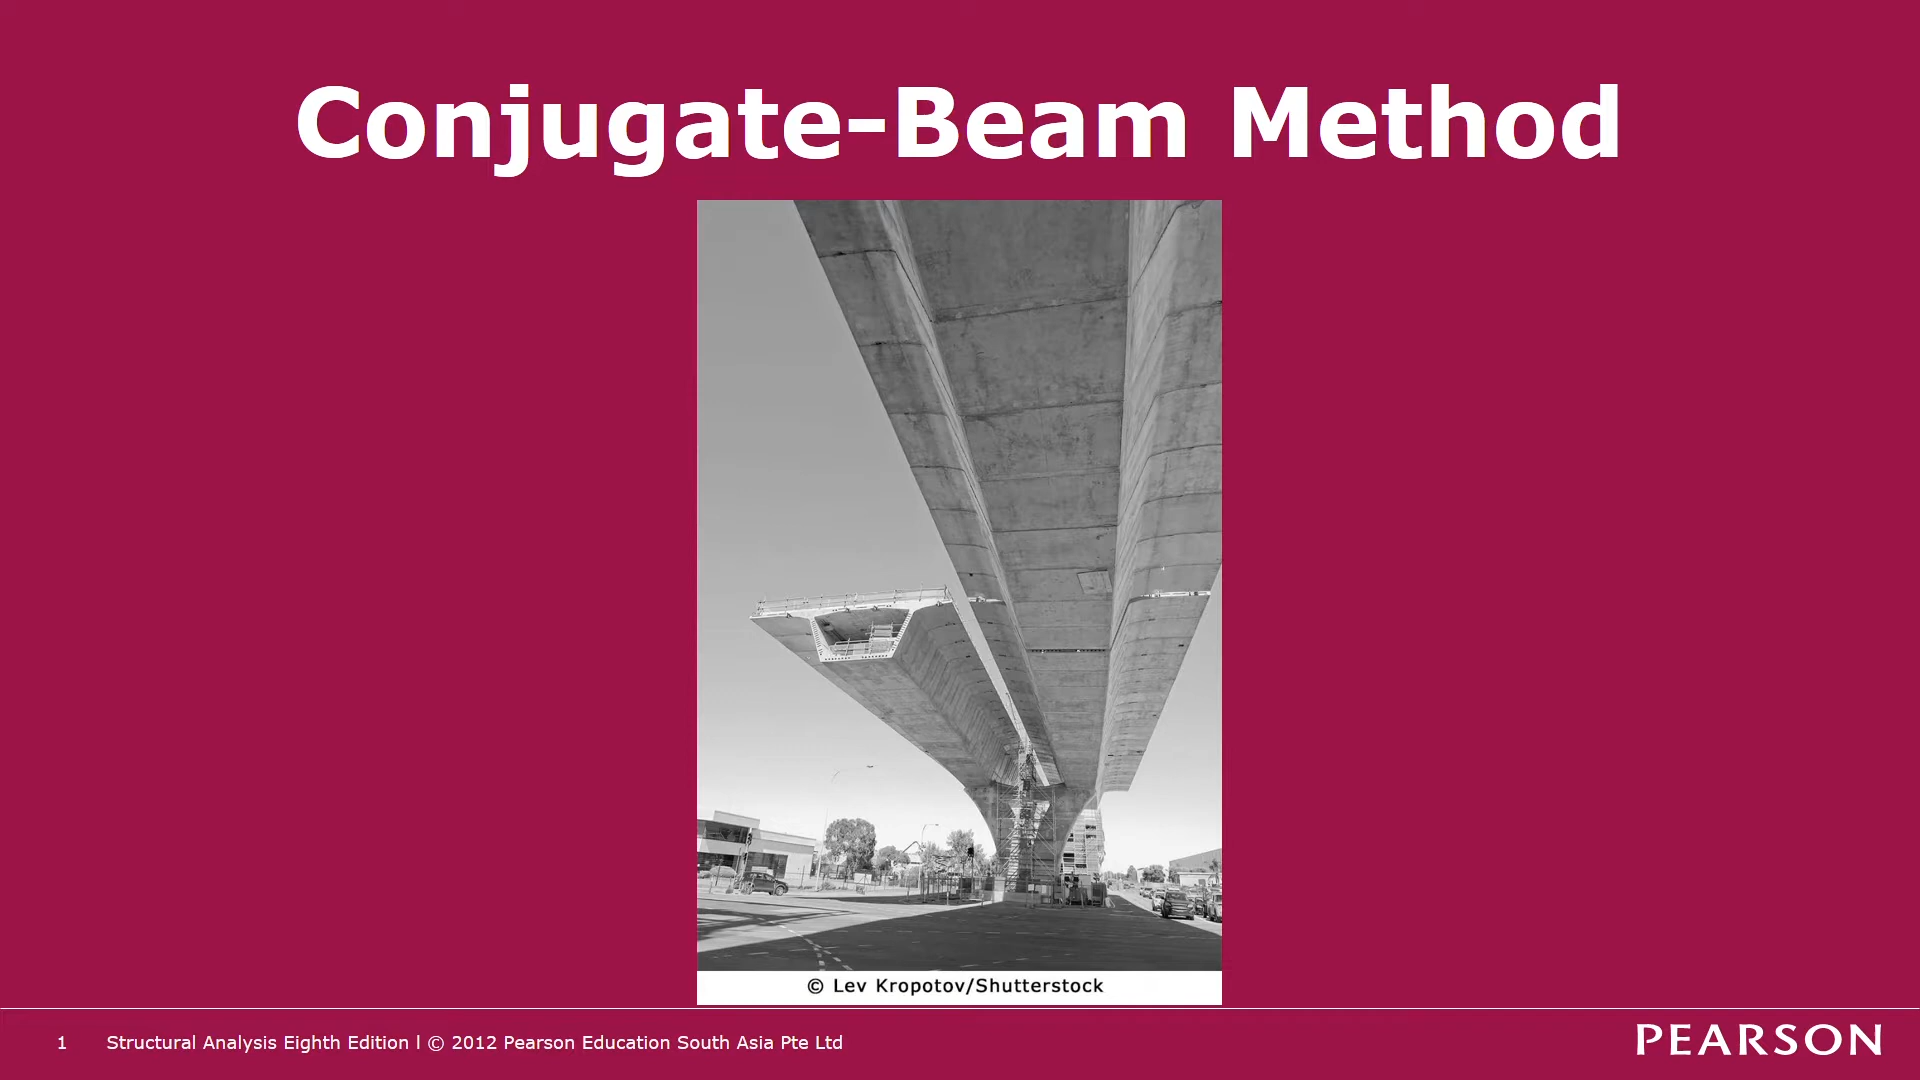 Conjugate-Beam Method
© Lev Kropotov/Shutterstock
1 Structural Analysis Eighth Edition l © 2012 Pearson Education South Asia Pte Ltd
PEARSON